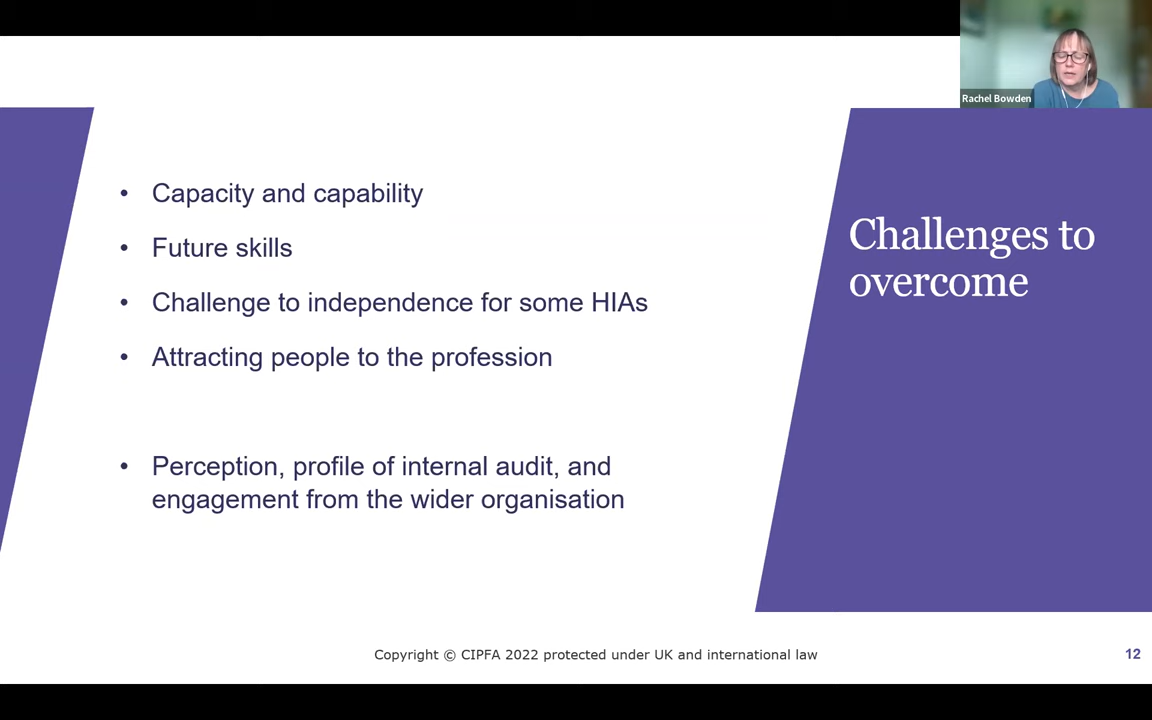 Rachel Bowden
Challenges to
overcome
• Capacity and capability
• Future skills
• Challenge to independence for some HIAs
• Attracting people to the profession
• Perception, profile of internal audit, and
engagement from the wider organisation
Copyright © CIPFA 2022 protected under UK and international law
12